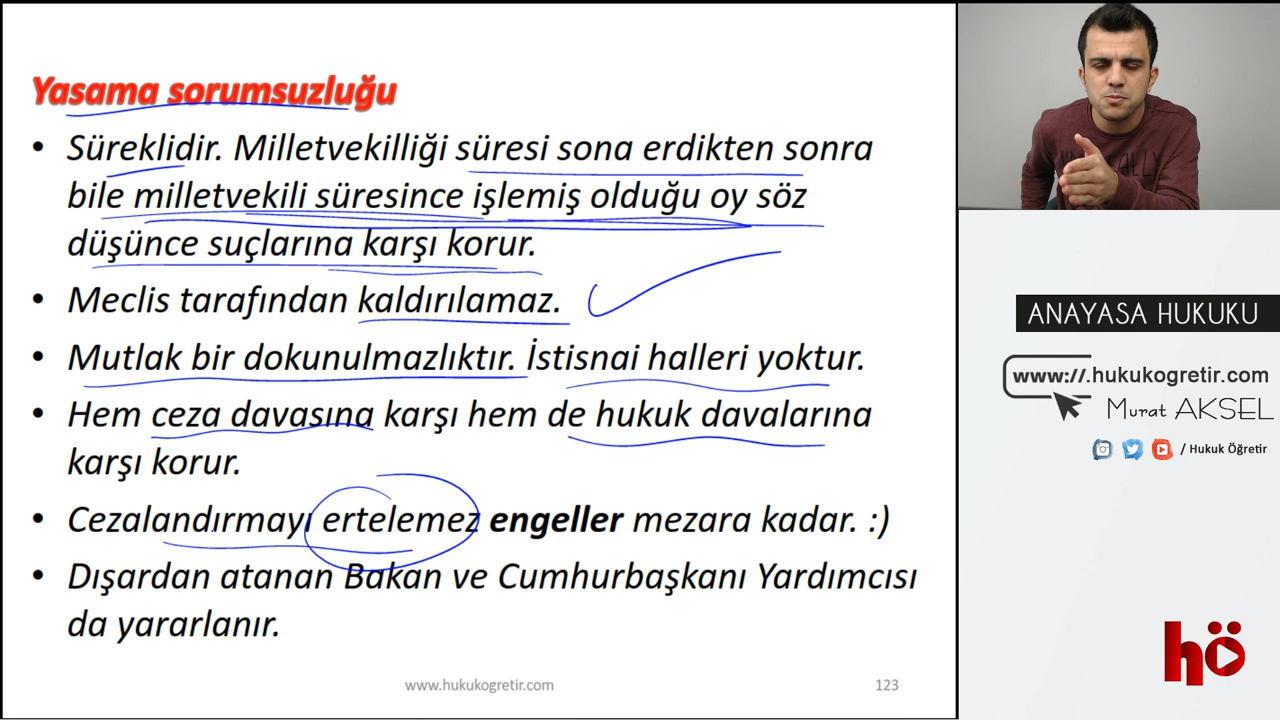 Yasama sorumsuzluğu
• Süreklidir. Milletvekilliği süresi sona erdikten sonra
bile milletvekili süresince işlemiş olduğu oy söz
düşünce suçlarına karşı korur.
• Meclis tarafından kaldırılamaz.
• Mutlak bir dokunulmazlıktır. İstisnai halleri yoktur.
• Hem ceza davasına karşı hem de hukuk davalarına
karşı korur.
• Cezalandırmayı ertelemez engeller mezara kadar. :)
• Dışardan atanan Bakan ve Cumhurbaşkanı Yardımcısı
da yararlanır.
www.hukukogretir.com
123
ANAYASA HUKUKU
www://.hukukogretir.com
Murat AKSEL
/ Hukuk Öğretir
hö